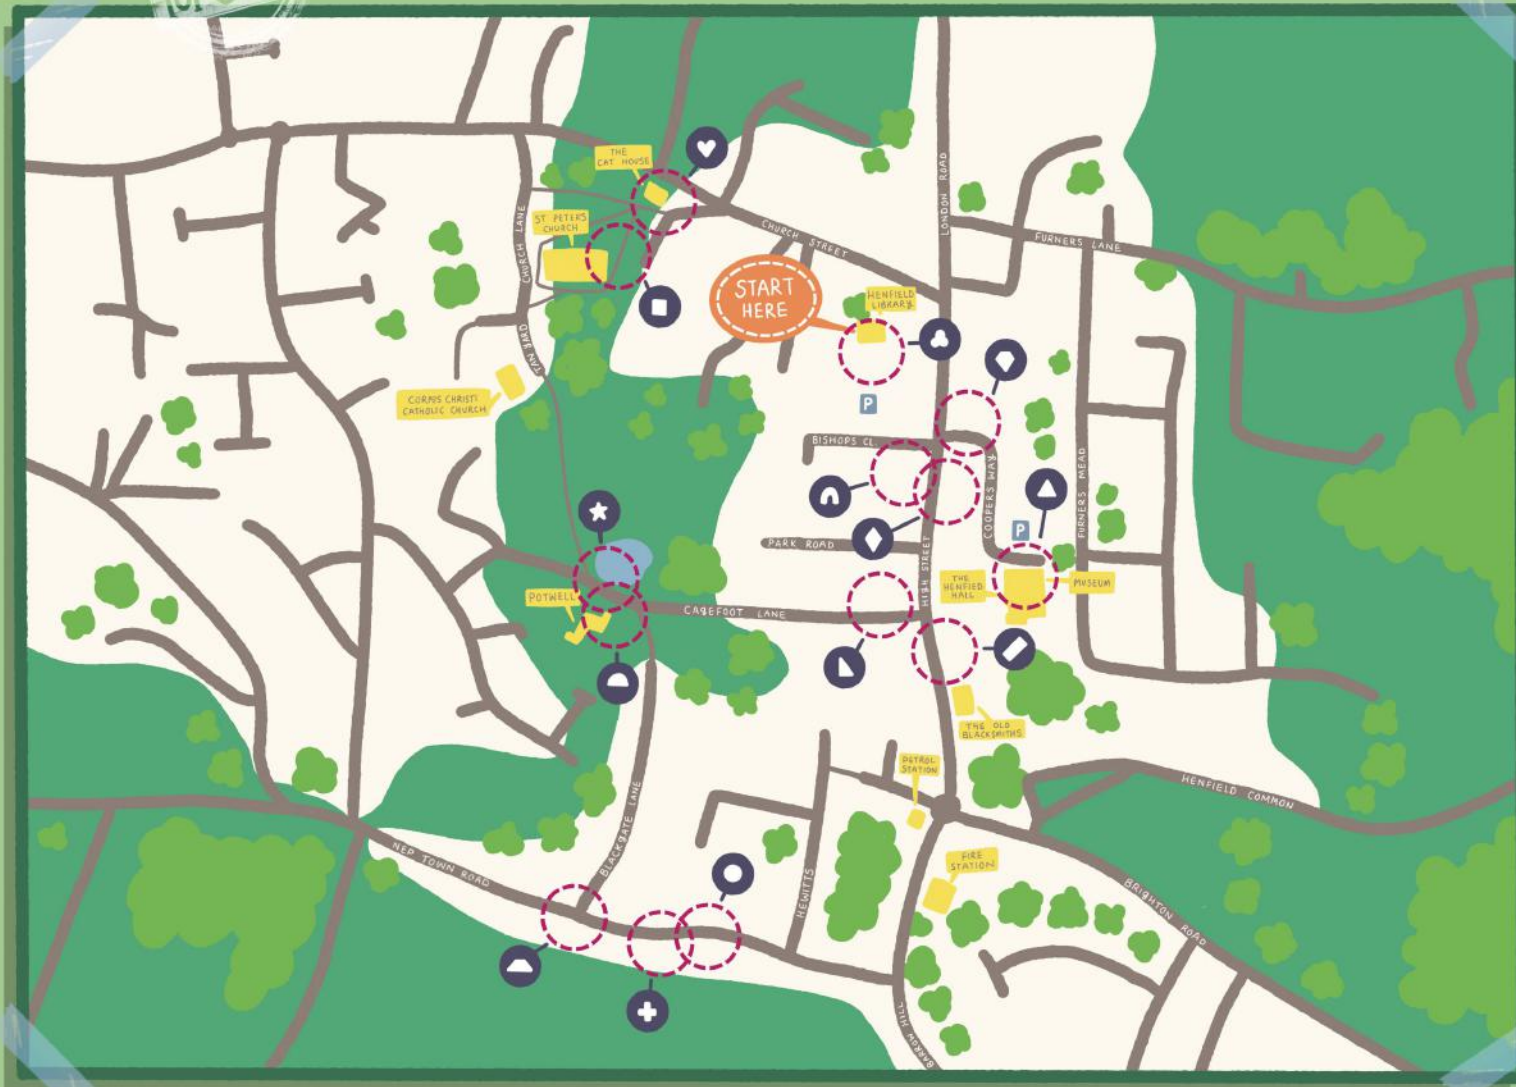 THE
CAT HOUSE
ST PETERS
CHURCH
CHURCH LANE
CHURCH STREET
LONDON ROAD
FURNERS LANE
START
HERE
HENFIELD
LIBRARY
TANYARD
CORPUS CHRISTI
CATHOLIC CHURCH
P
BISHOPS CL.
COOPERS WAY
FURNERS MEAD
P
PARK ROAD
HIGH STREET
THE
HENFIED
HALL
MUSEUM
POTWELL
CAGEFOOT LANE
THE OLD
BLACKSMITHS
PETROL
STATION
HENFIELD COMMON
BLACKGATE LANE
NEP TOWN ROAD
HEWITTS
FIRE
STATION
BRIGHTON ROAD
BARROW HILL